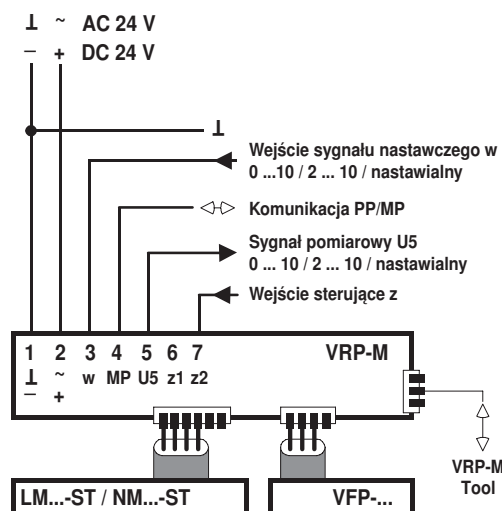 ⊥ ~ AC 24 V
– + DC 24 V
⊥
Wejście sygnału nastawczego w
0 ...10 / 2 ... 10 / nastawialny
Komunikacja PP/MP
Sygnał pomiarowy U5
0 ... 10 / 2 ... 10 / nastawialny
Wejście sterujące z
1 2 3 4 5 6 7 VRP-M
⊥ ~ w MP U5 z1 z2
– +
VRP-M
Tool
LM...-ST / NM...-ST VFP-...